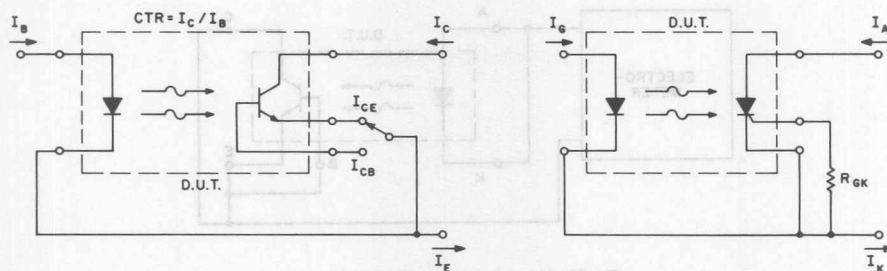 CTR = I_C / I_B
I_B
I_C
I_CE
I_CB
D.U.T.
I_E
D.U.T.
I_G
I_A
R_GK
I_K